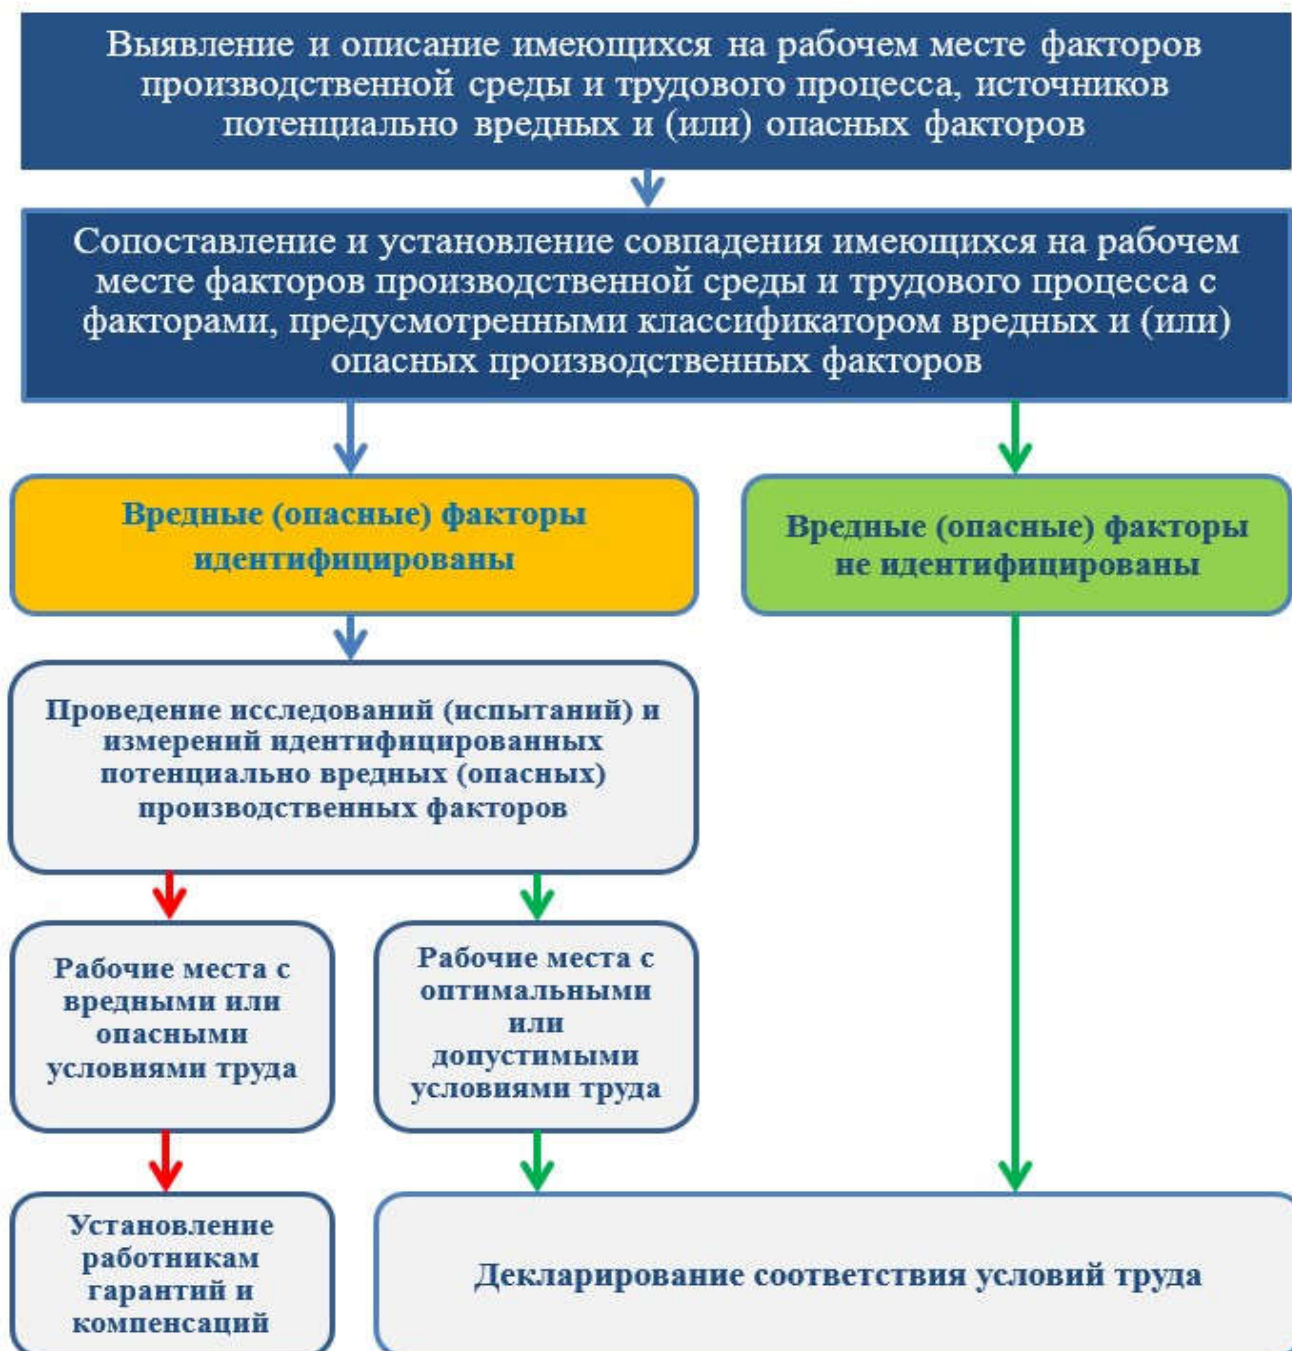 Выявление и описание имеющихся на рабочем месте факторов
производственной среды и трудового процесса, источников
потенциально вредных и (или) опасных факторов
Сопоставление и установление совпадения имеющихся на рабочем
месте факторов производственной среды и трудового процесса с
факторами, предусмотренными классификатором вредных и (или)
опасных производственных факторов
Вредные (опасные) факторы
идентифицированы
Вредные (опасные) факторы
не идентифицированы
Проведение исследований (испытаний) и
измерений идентифицированных
потенциально вредных (опасных)
производственных факторов
Рабочие места с
вредными или
опасными
условиями труда
Рабочие места с
оптимальными
или
допустимыми
условиями труда
Установление
работникам
гарантий и
компенсаций
Декларирование соответствия условий труда